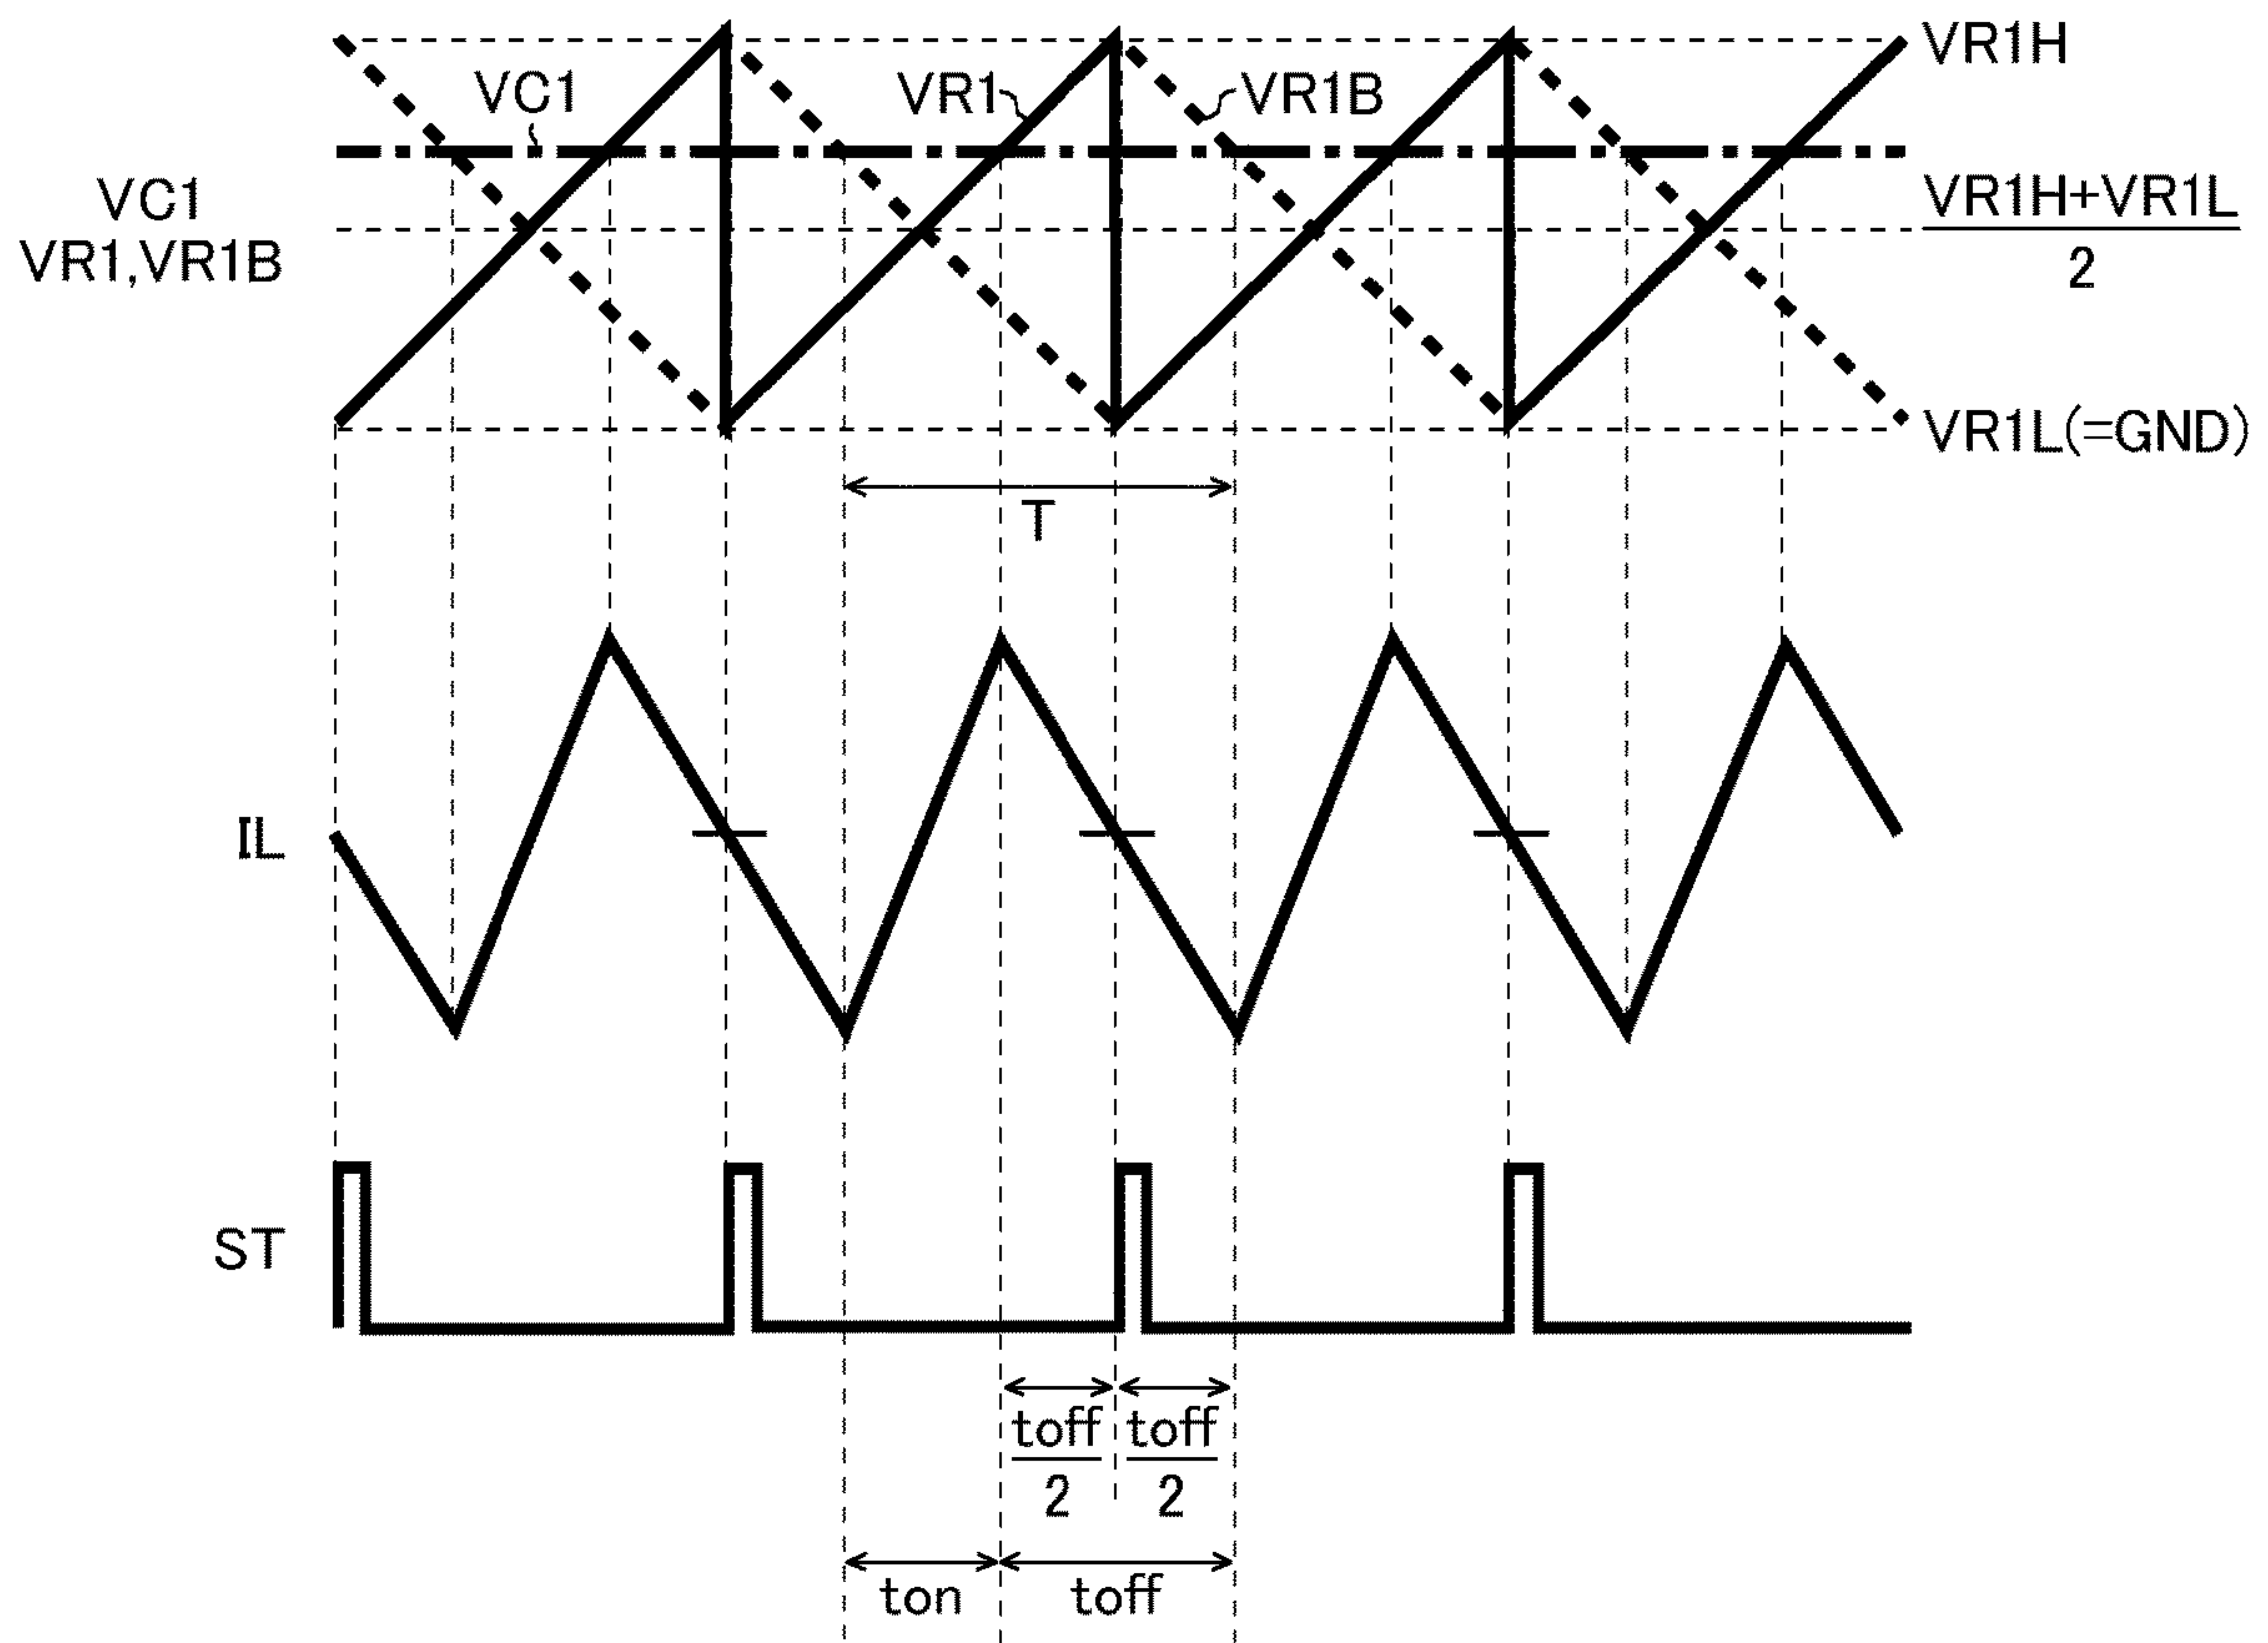 VR1H
VC1
VR1
VR1B
VC1
VR1,VR1B
VR1H+VR1L
2
VR1L(=GND)
T
IL
ST
toff
2
toff
2
ton
toff